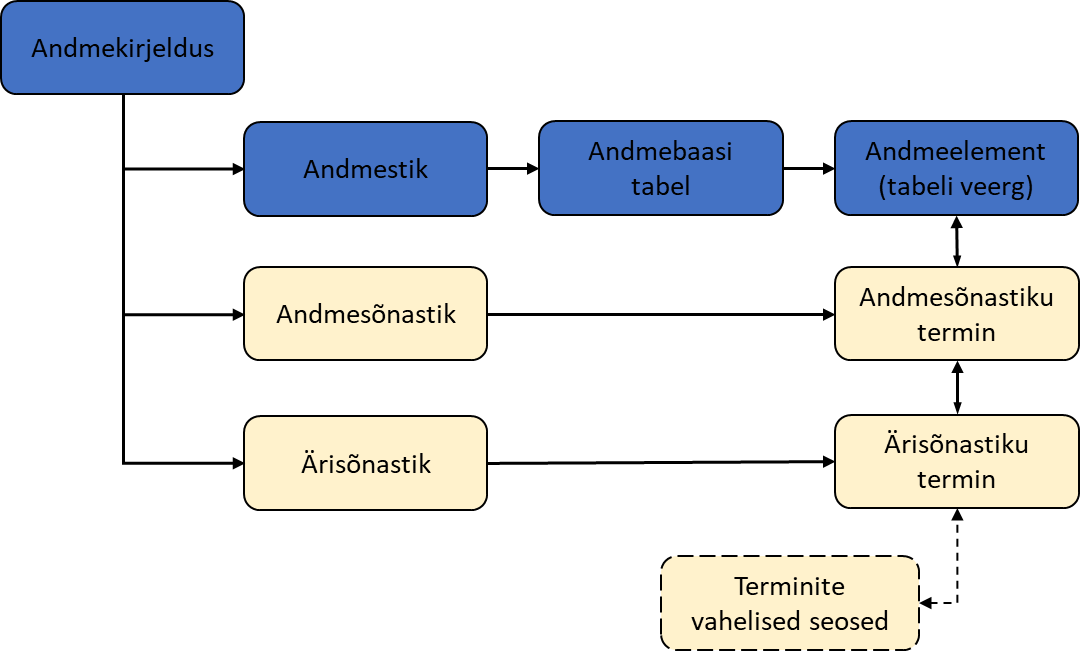 Andmekirjeldus
Andmestik
Andmebaasi
tabel
Andmeelement
(tabeli veerg)
Andmesõnastik
Andmesõnastiku
termin
Ärisõnastik
Ärisõnastiku
termin
Terminite
vahelised seosed